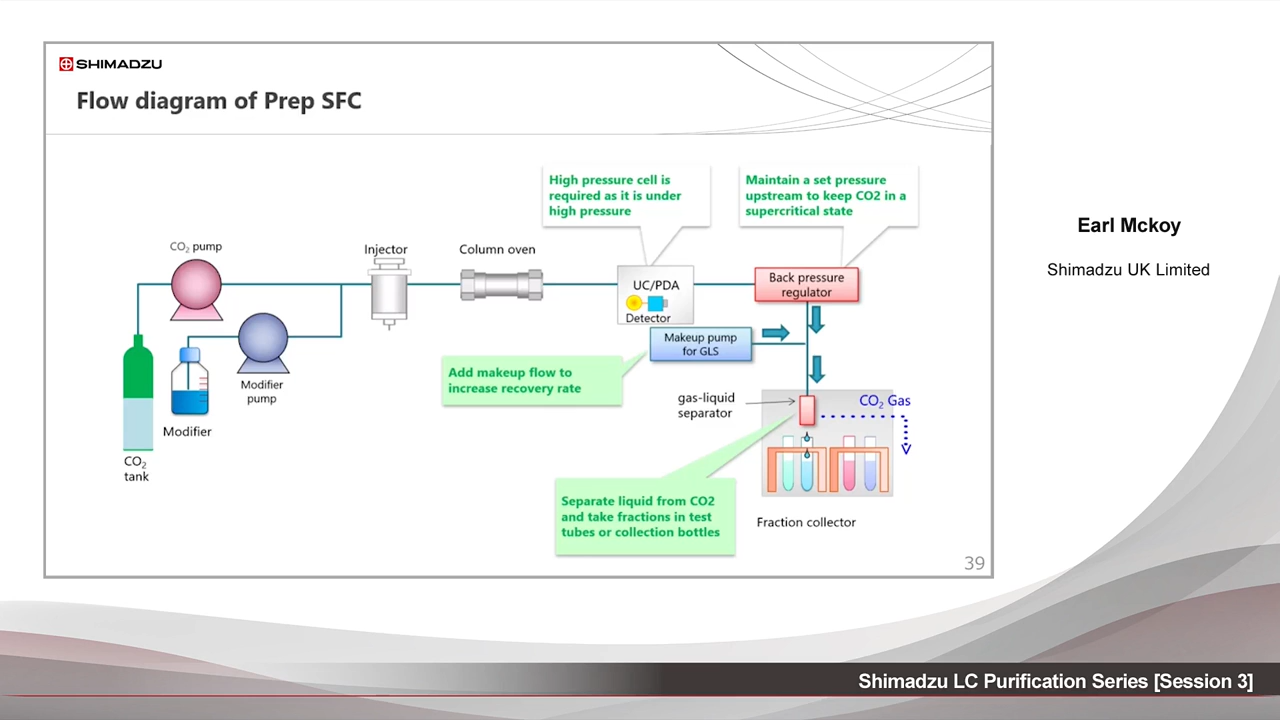 SHIMADZU
Flow diagram of Prep SFC
High pressure cell is
required as it is under
high pressure
Maintain a set pressure
upstream to keep CO2 in a
supercritical state
CO₂ pump
Injector
Column oven
UC/PDA
Detector
Back pressure
regulator
Makeup pump
for GLS
Modifier
pump
Add makeup flow to
increase recovery rate
gas-liquid
separator
CO₂ Gas
Modifier
CO₂
tank
Separate liquid from CO2
and take fractions in test
tubes or collection bottles
Fraction collector
39
Earl Mckoy
Shimadzu UK Limited
Shimadzu LC Purification Series [Session 3]